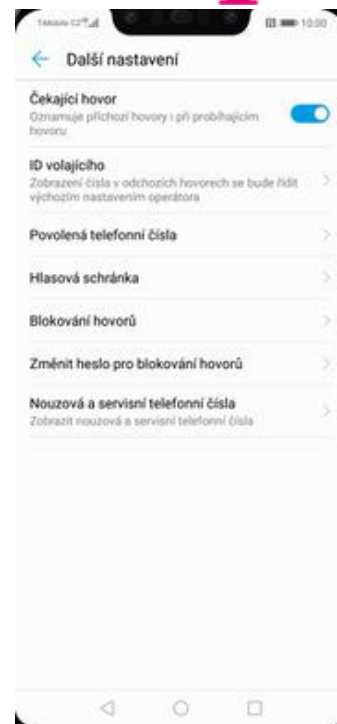 10:00
Další nastavení
Čekající hovor
Oznamuje příchozí hovory i při probíhajícím
hovoru
ID volajícího
Zobrazení čísla v odchozích hovorech se bude řídit
výchozím nastavením operátora
Povolená telefonní čísla
Hlasová schránka
Blokování hovorů
Změnit heslo pro blokování hovorů
Nouzová a servisní telefonní čísla
Zobrazit nouzová a servisní telefonní čísla